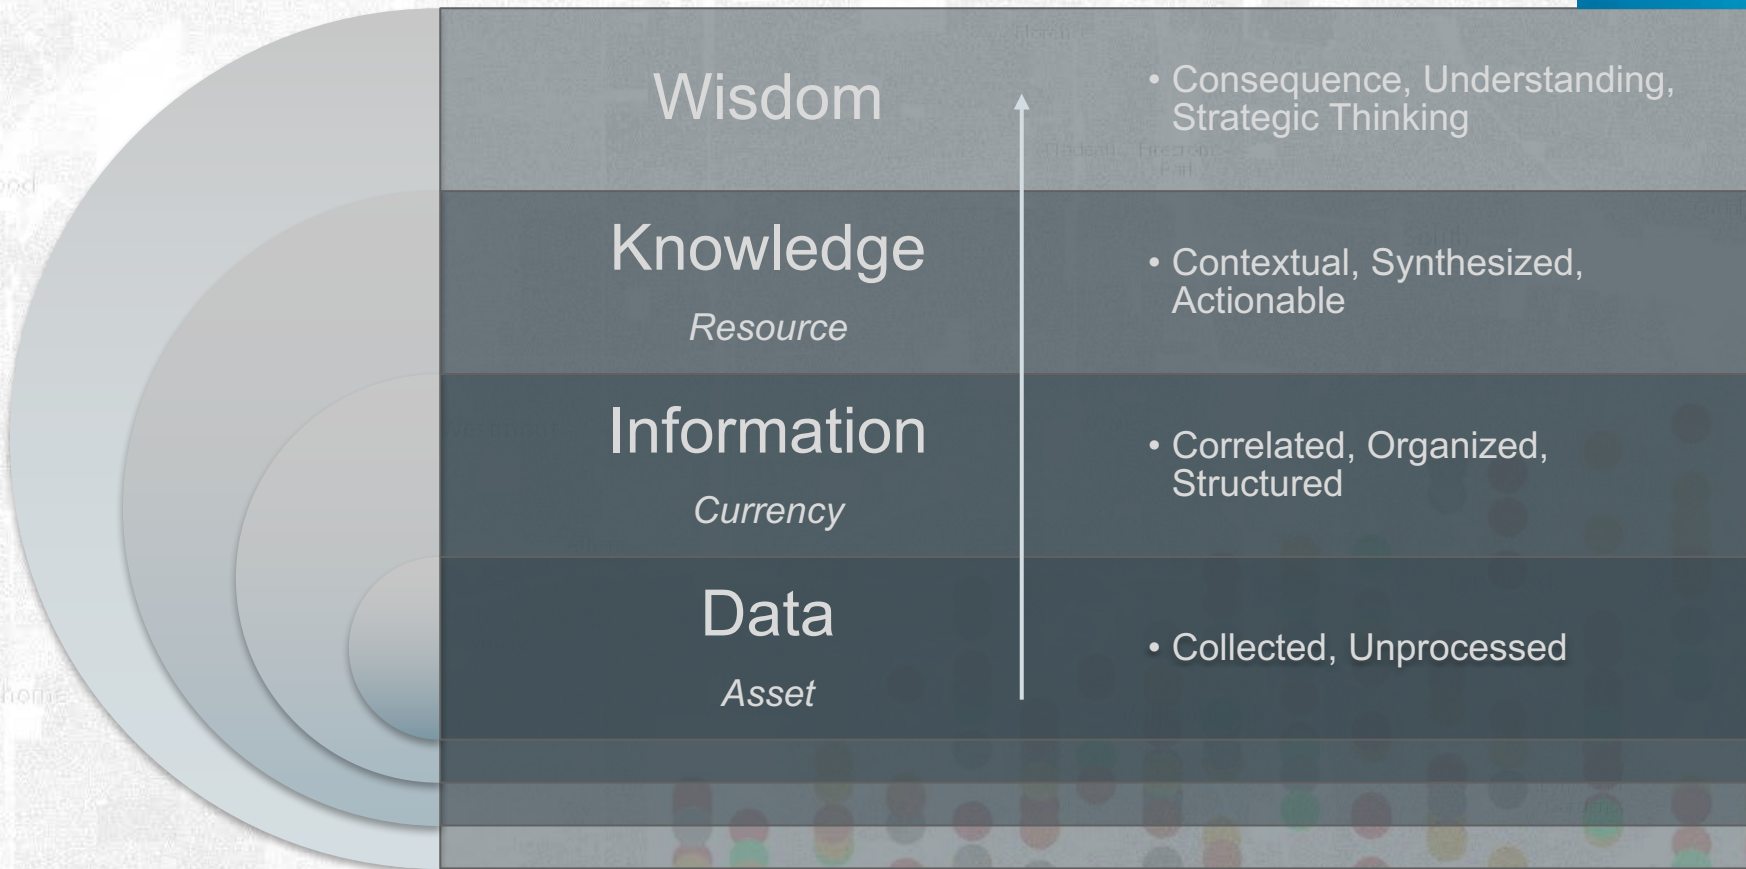 Wisdom
• Consequence, Understanding,
Strategic Thinking
Knowledge
Resource
• Contextual, Synthesized,
Actionable
Information
Currency
• Correlated, Organized,
Structured
Data
Asset
• Collected, Unprocessed